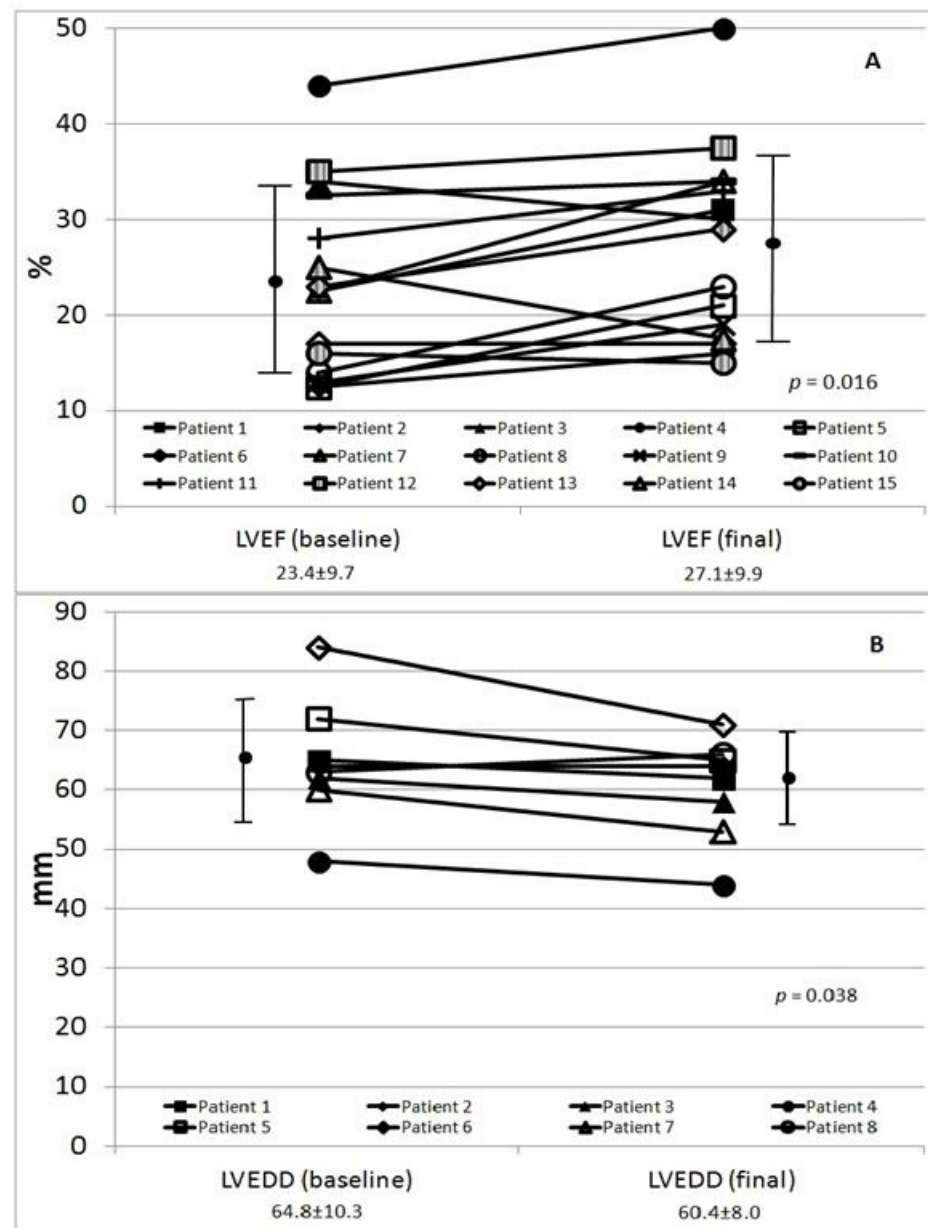 50
A
40
30
%
20
p = 0.016
10
Patient 1 Patient 2 Patient 3 Patient 4 Patient 5
Patient 6 Patient 7 Patient 8 Patient 9 Patient 10
Patient 11 Patient 12 Patient 13 Patient 14 Patient 15
0
LVEF (baseline) LVEF (final)
23.4±9.7 27.1±9.9
90
B
80
70
60
50
mm
40
30
p = 0.038
20
10
Patient 1 Patient 2 Patient 3 Patient 4
Patient 5 Patient 6 Patient 7 Patient 8
0
LVEDD (baseline) LVEDD (final)
64.8±10.3 60.4±8.0